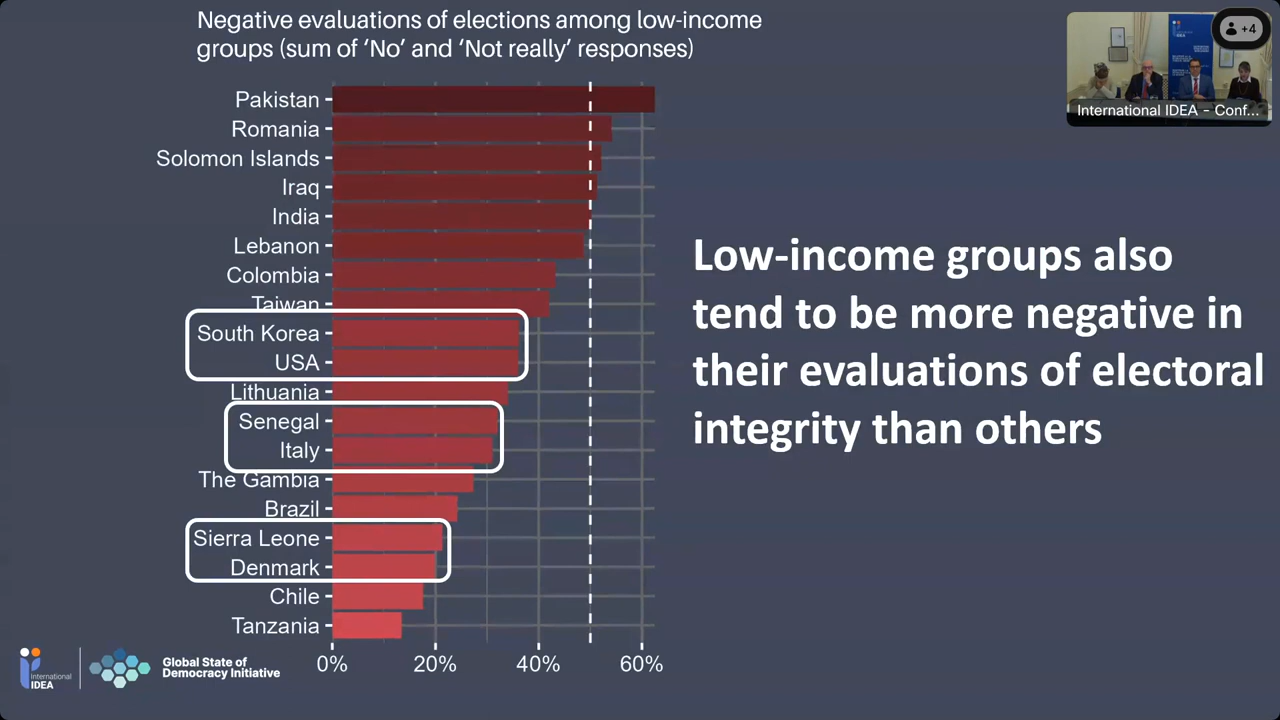 Negative evaluations of elections among low-income
groups (sum of ‘No’ and ‘Not really’ responses)
+4
International IDEA - Conf...
Pakistan
Romania
Solomon Islands
Iraq
India
Lebanon
Colombia
Taiwan
South Korea
USA
Lithuania
Senegal
Italy
The Gambia
Brazil
Sierra Leone
Denmark
Chile
Tanzania
0% 20% 40% 60%
Low-income groups also
tend to be more negative in
their evaluations of electoral
integrity than others
International
IDEA
Global State of
Democracy Initiative